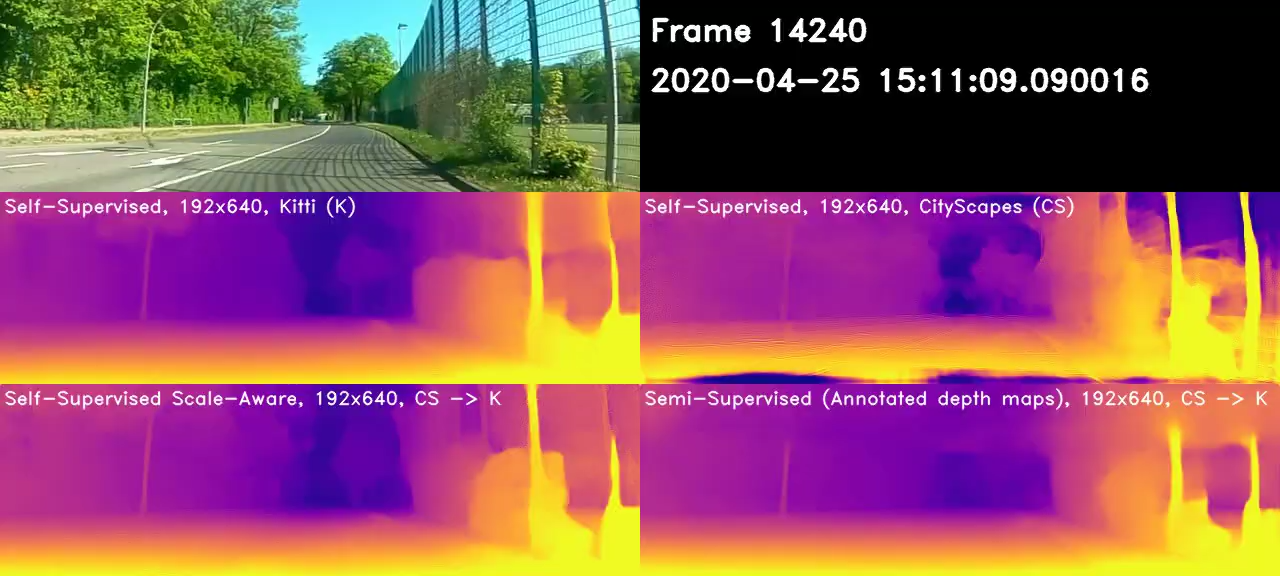 Frame 14240
2020-04-25 15:11:09.090016
Self-Supervised, 192x640, Kitti (K)
Self-Supervised, 192x640, CityScapes (CS)
Self-Supervised Scale-Aware, 192x640, CS -> K
Semi-Supervised (Annotated depth maps), 192x640, CS -> K